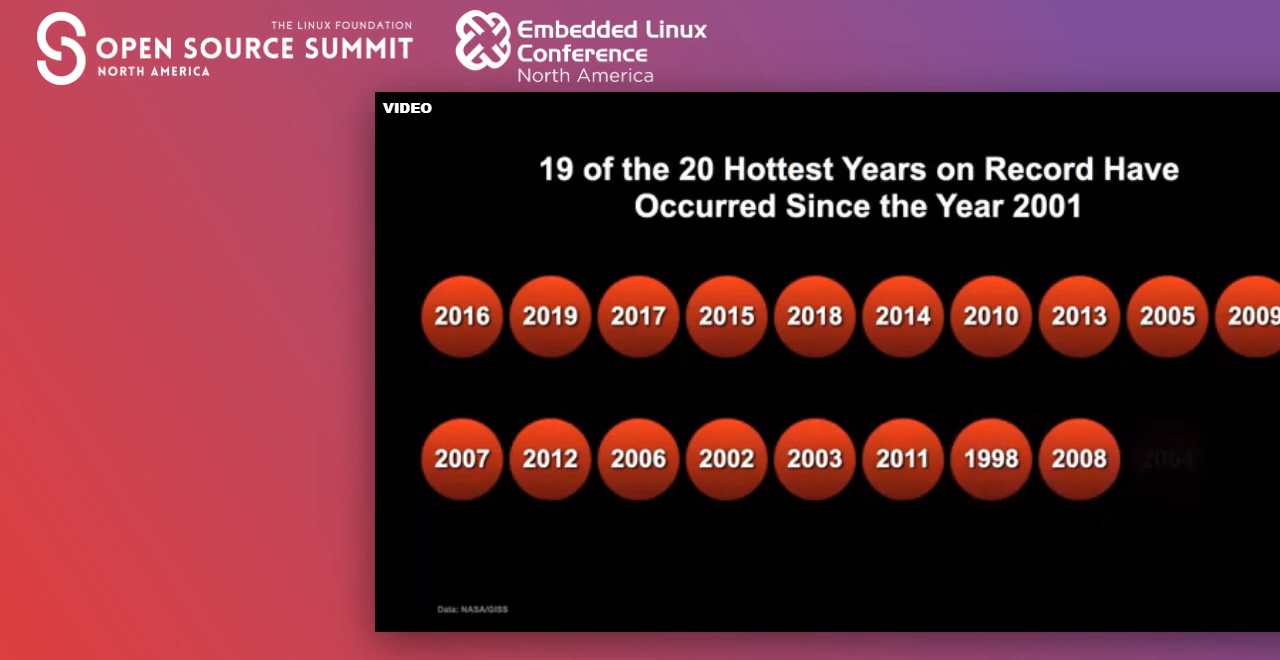 THE LINUX FOUNDATION
OPEN SOURCE SUMMIT
NORTH AMERICA
Embedded Linux
Conference
North America
VIDEO
19 of the 20 Hottest Years on Record Have
Occurred Since the Year 2001
2016 2019 2017 2015 2018 2014 2010 2013 2005 2009
2007 2012 2006 2002 2003 2011 1998 2008
Data: NASA/GISS